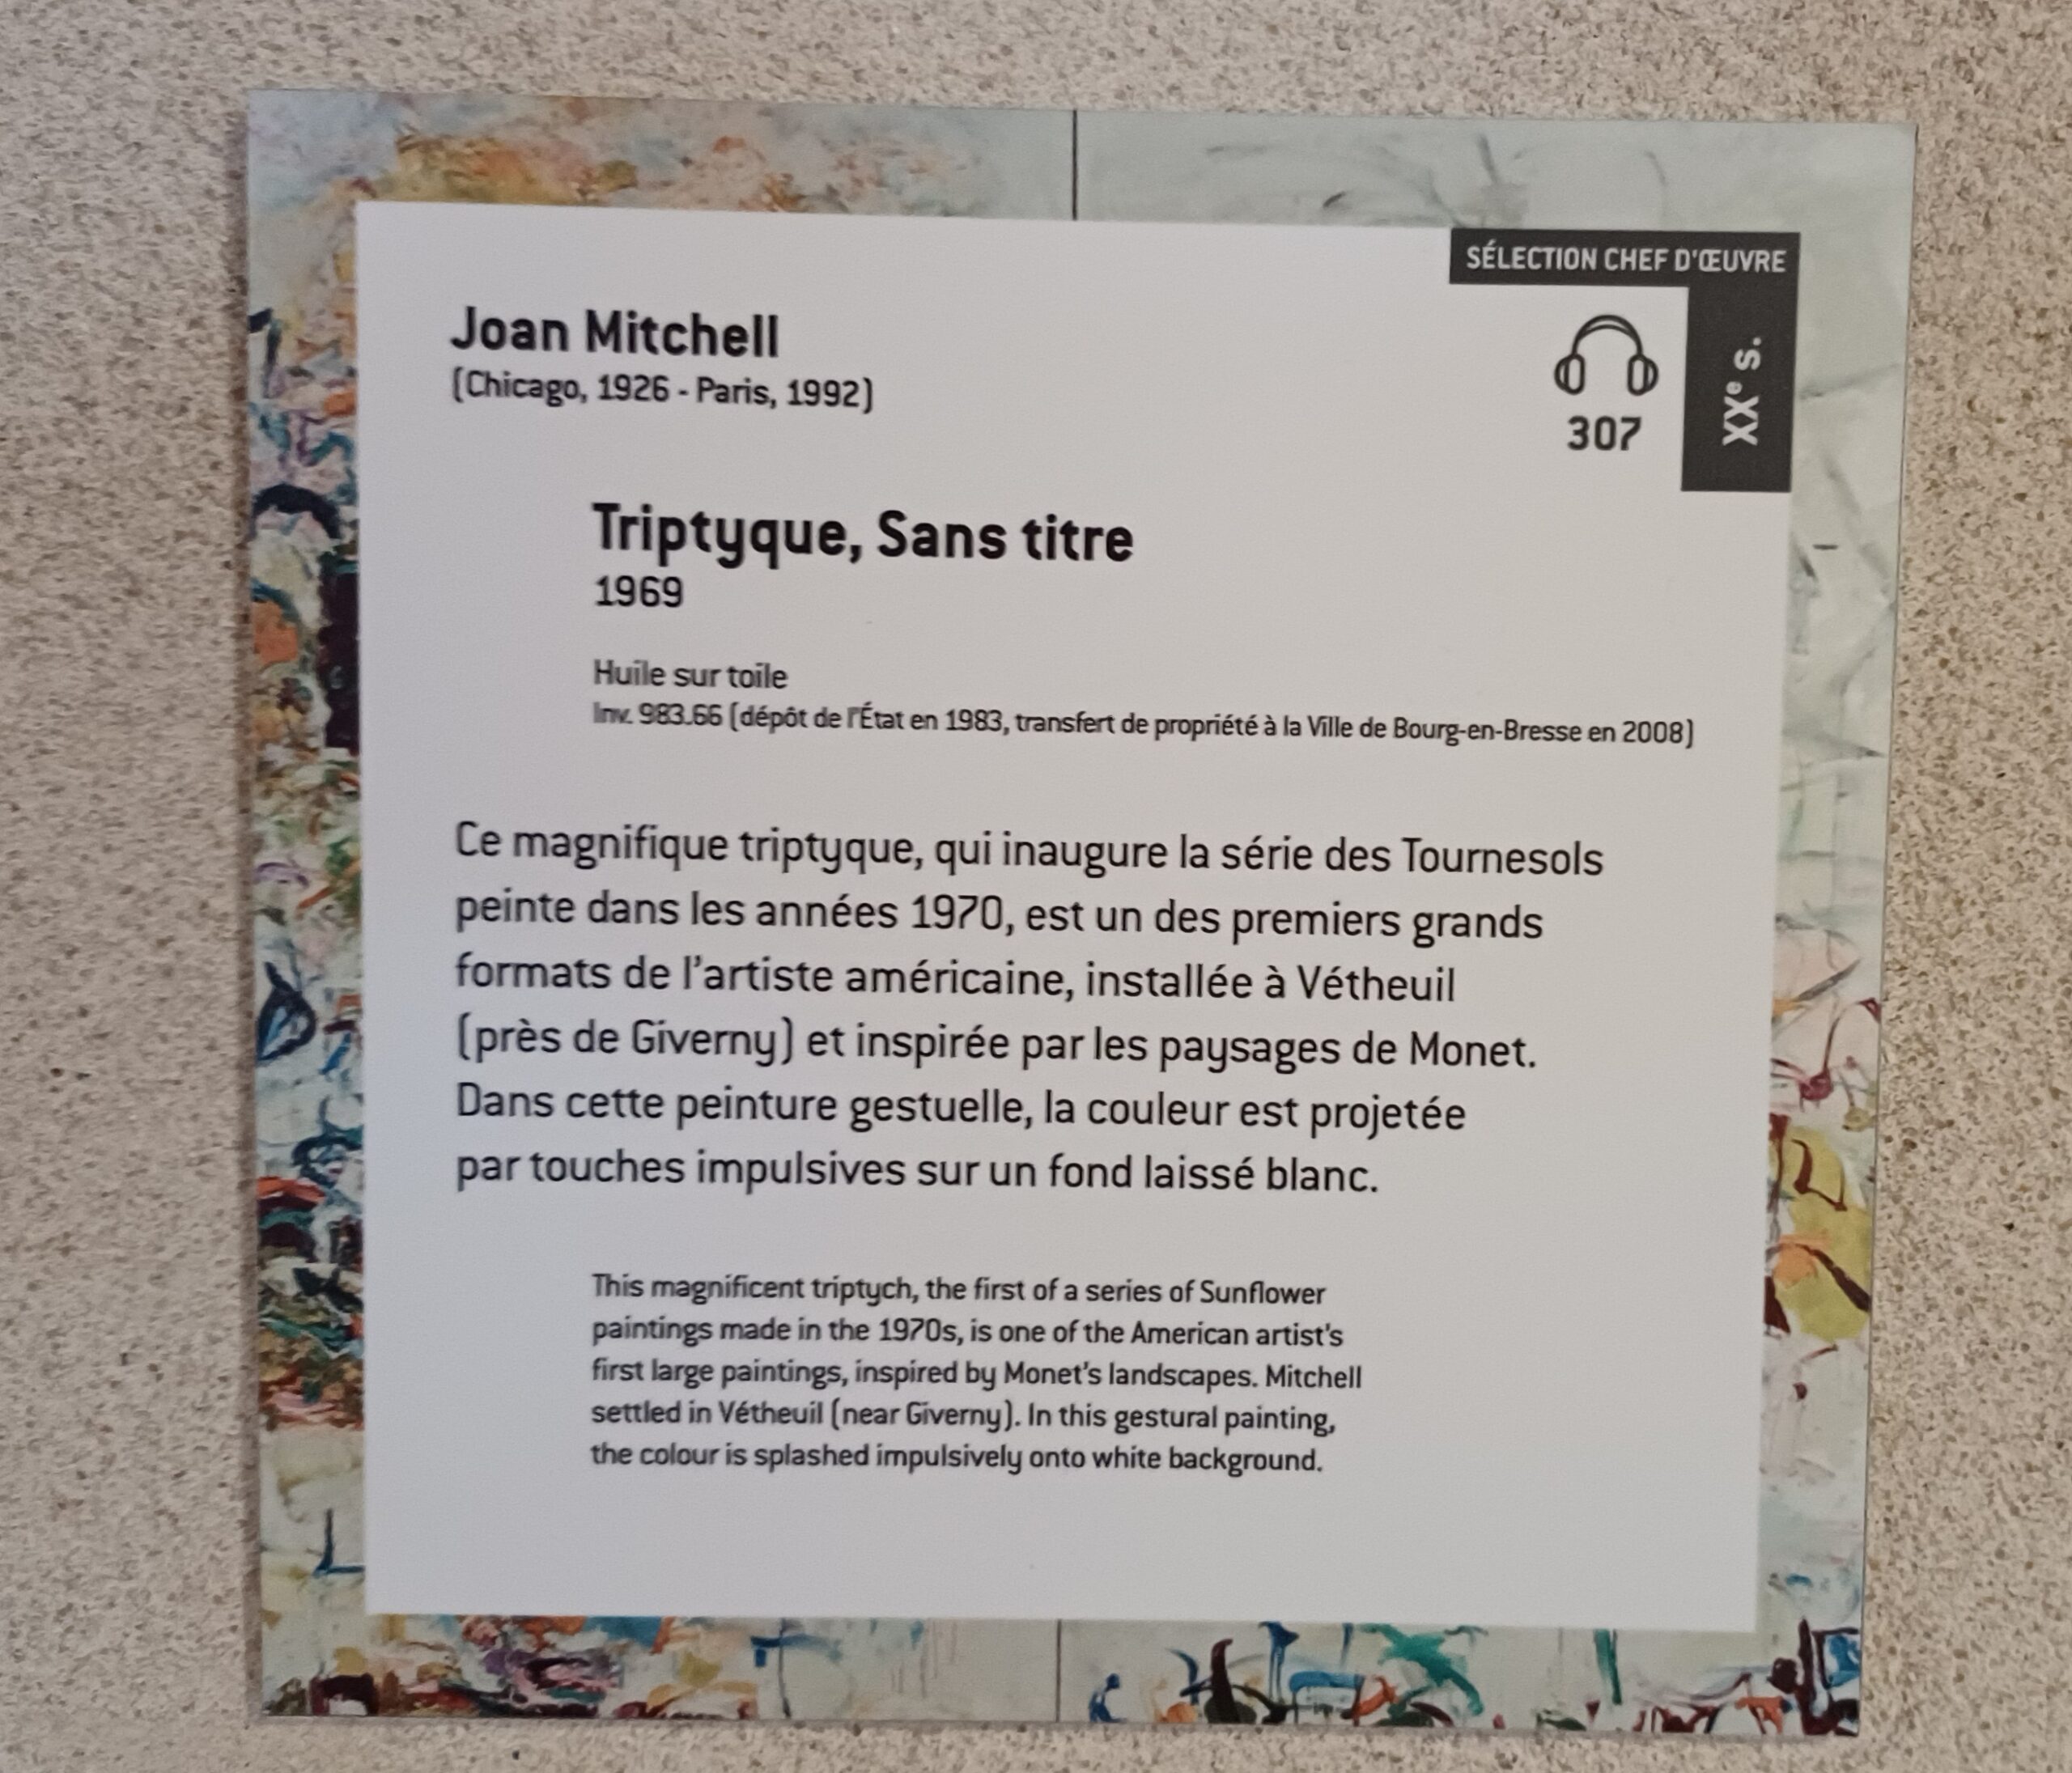 SÉLECTION CHEF D'ŒUVRE
XXe s.
307
Joan Mitchell
(Chicago, 1926 - Paris, 1992)
Triptyque, Sans titre
1969
Huile sur toile
Inv. 983.66 (dépôt de l'État en 1983, transfert de propriété à la Ville de Bourg-en-Bresse en 2008)
Ce magnifique triptyque, qui inaugure la série des Tournesols
peinte dans les années 1970, est un des premiers grands
formats de l'artiste américaine, installée à Vétheuil
(près de Giverny) et inspirée par les paysages de Monet.
Dans cette peinture gestuelle, la couleur est projetée
par touches impulsives sur un fond laissé blanc.
This magnificent triptych, the first of a series of Sunflower
paintings made in the 1970s, is one of the American artist's
first large paintings, inspired by Monet's landscapes. Mitchell
settled in Vétheuil (near Giverny). In this gestural painting,
the colour is splashed impulsively onto white background.